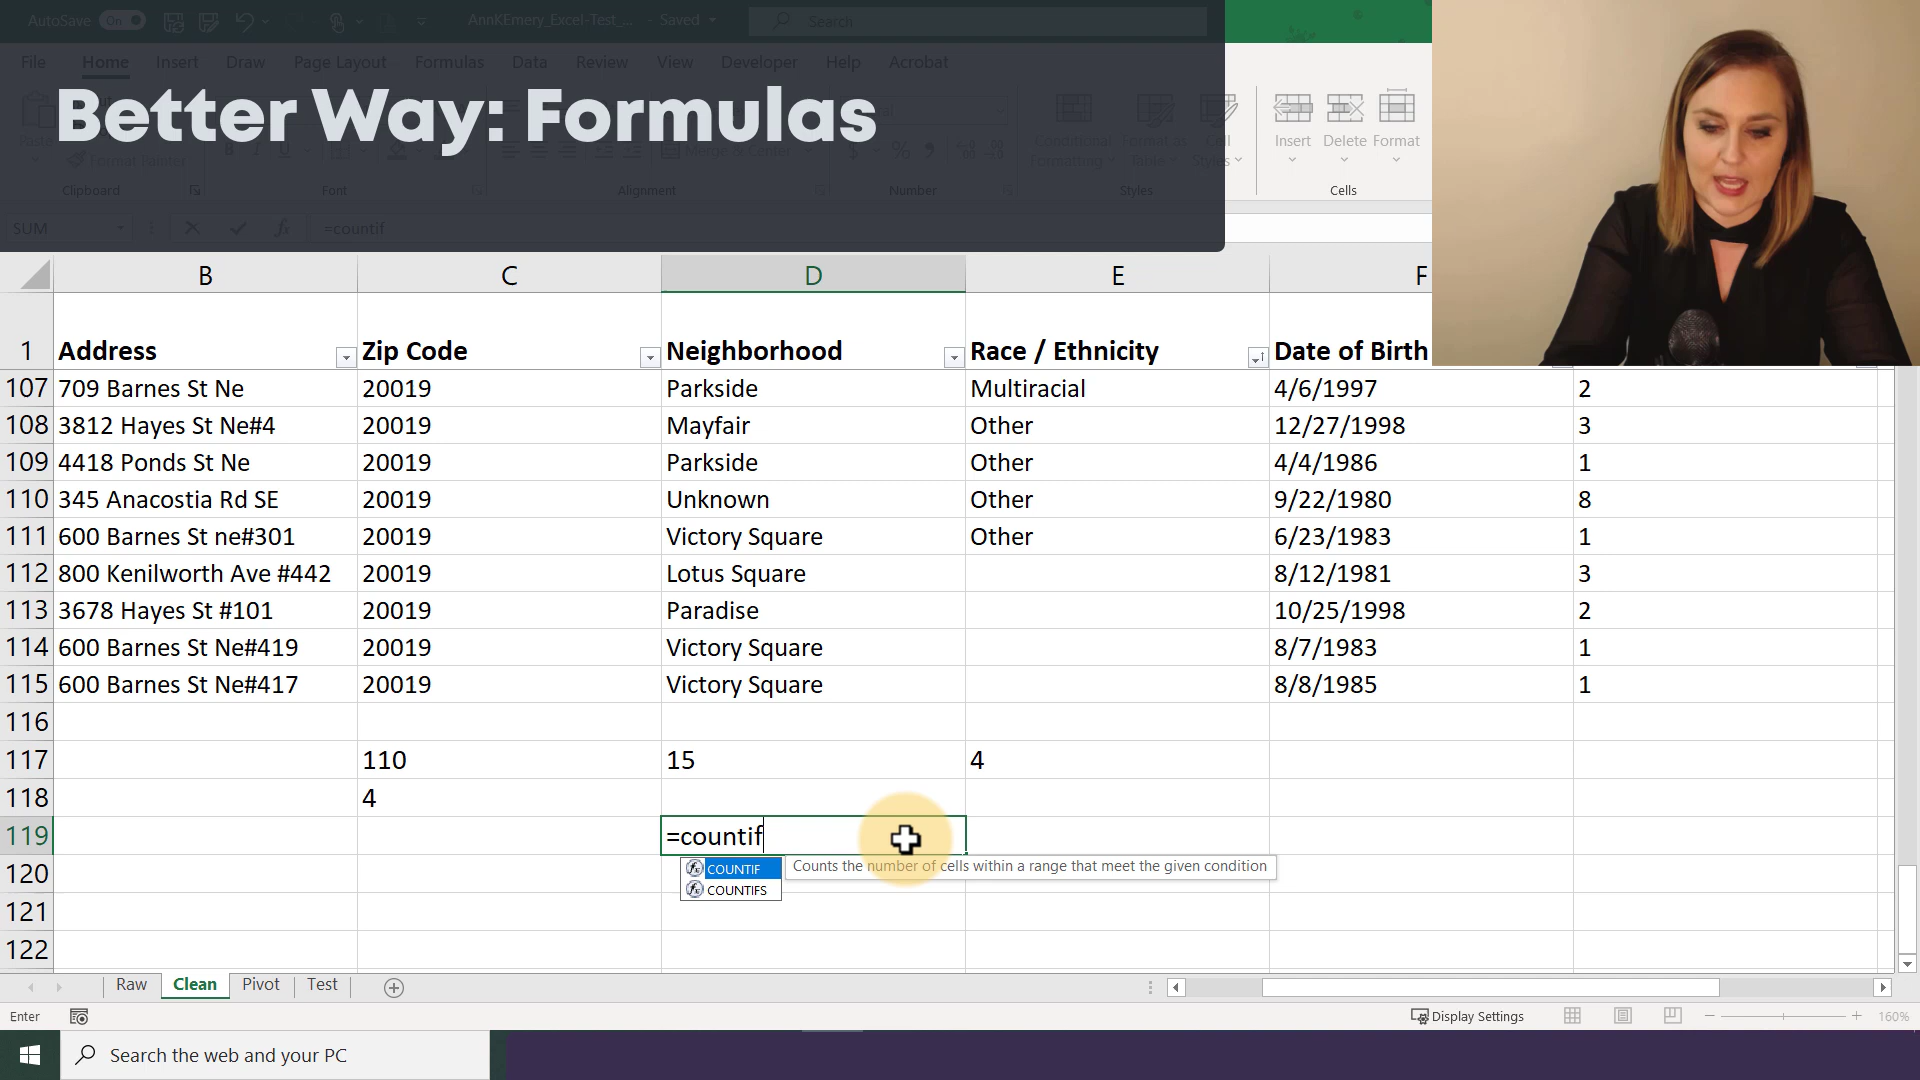 AutoSave On AnnKEmery_Excel-Test_... - Saved Search
File Home Insert Draw Page Layout Formulas Data Review View Developer Help Acrobat
Better Way: Formulas
Insert Delete Format
Clipboard Font Alignment Number Styles Cells
SUM =countif
B C D E F
1 Address Zip Code Neighborhood Race / Ethnicity Date of Birth
107 709 Barnes St Ne 20019 Parkside Multiracial 4/6/1997 2
108 3812 Hayes St Ne#4 20019 Mayfair Other 12/27/1998 3
109 4418 Ponds St Ne 20019 Parkside Other 4/4/1986 1
110 345 Anacostia Rd SE 20019 Unknown Other 9/22/1980 8
111 600 Barnes St ne#301 20019 Victory Square Other 6/23/1983 1
112 800 Kenilworth Ave #442 20019 Lotus Square 8/12/1981 3
113 3678 Hayes St #101 20019 Paradise 10/25/1998 2
114 600 Barnes St Ne#419 20019 Victory Square 8/7/1983 1
115 600 Barnes St Ne#417 20019 Victory Square 8/8/1985 1
116
117 110 15 4
118 4
119 =countif
COUNTIF Counts the number of cells within a range that meet the given condition
120
COUNTIFS
121
122
Raw Clean Pivot Test
Enter Display Settings 160%
Search the web and your PC